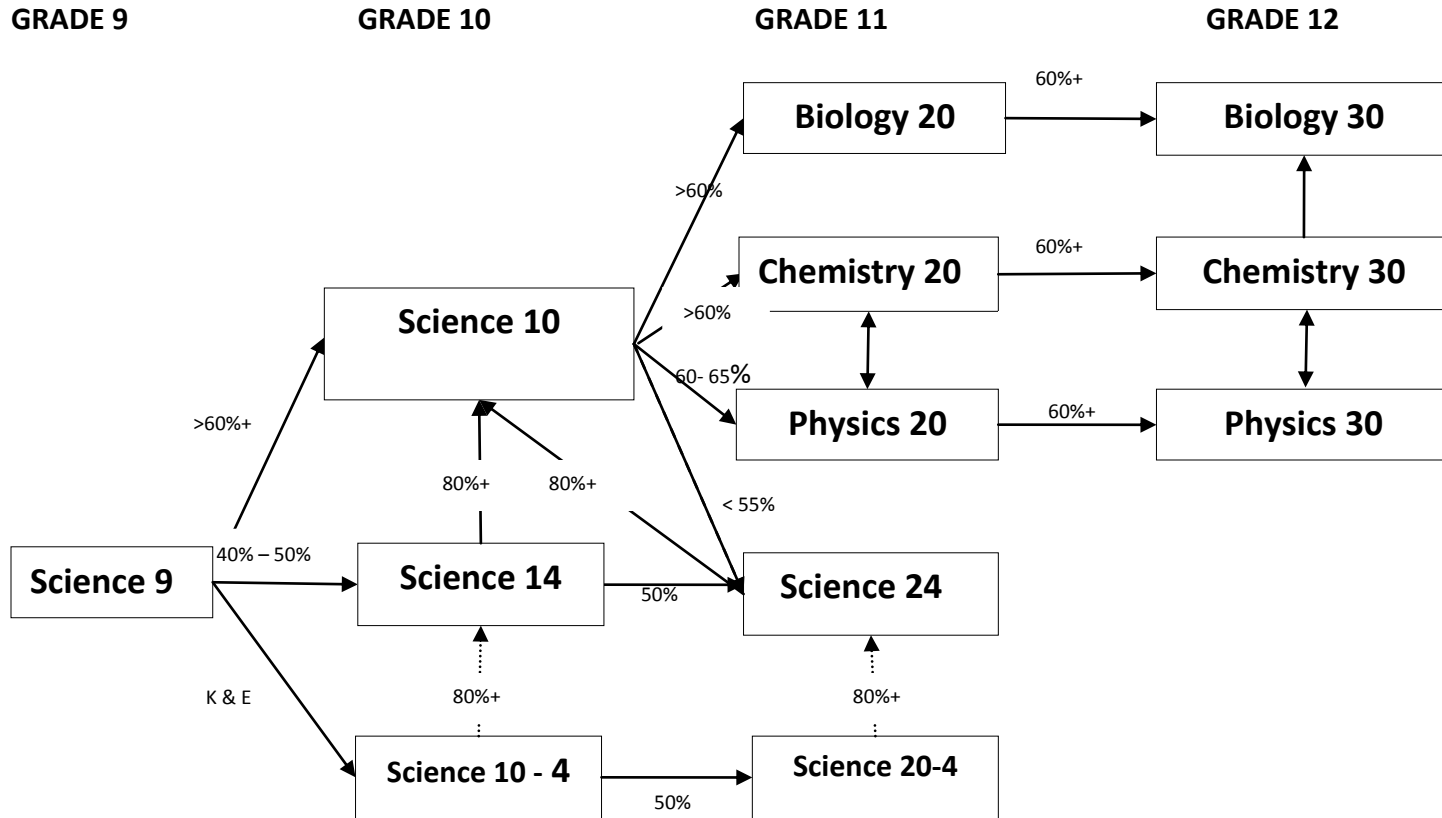 GRADE 9 GRADE 10 GRADE 11 GRADE 12
60%+
Biology 20 Biology 30
>60%
60%+
Chemistry 20 Chemistry 30
>60%
Science 10
60- 65%
60%+
Physics 20 Physics 30
>60%+
80%+ 80%+
< 55%
40% – 50%
Science 9 Science 14 Science 24
50%
K & E 80%+ 80%+
Science 10 - 4 Science 20-4
50%